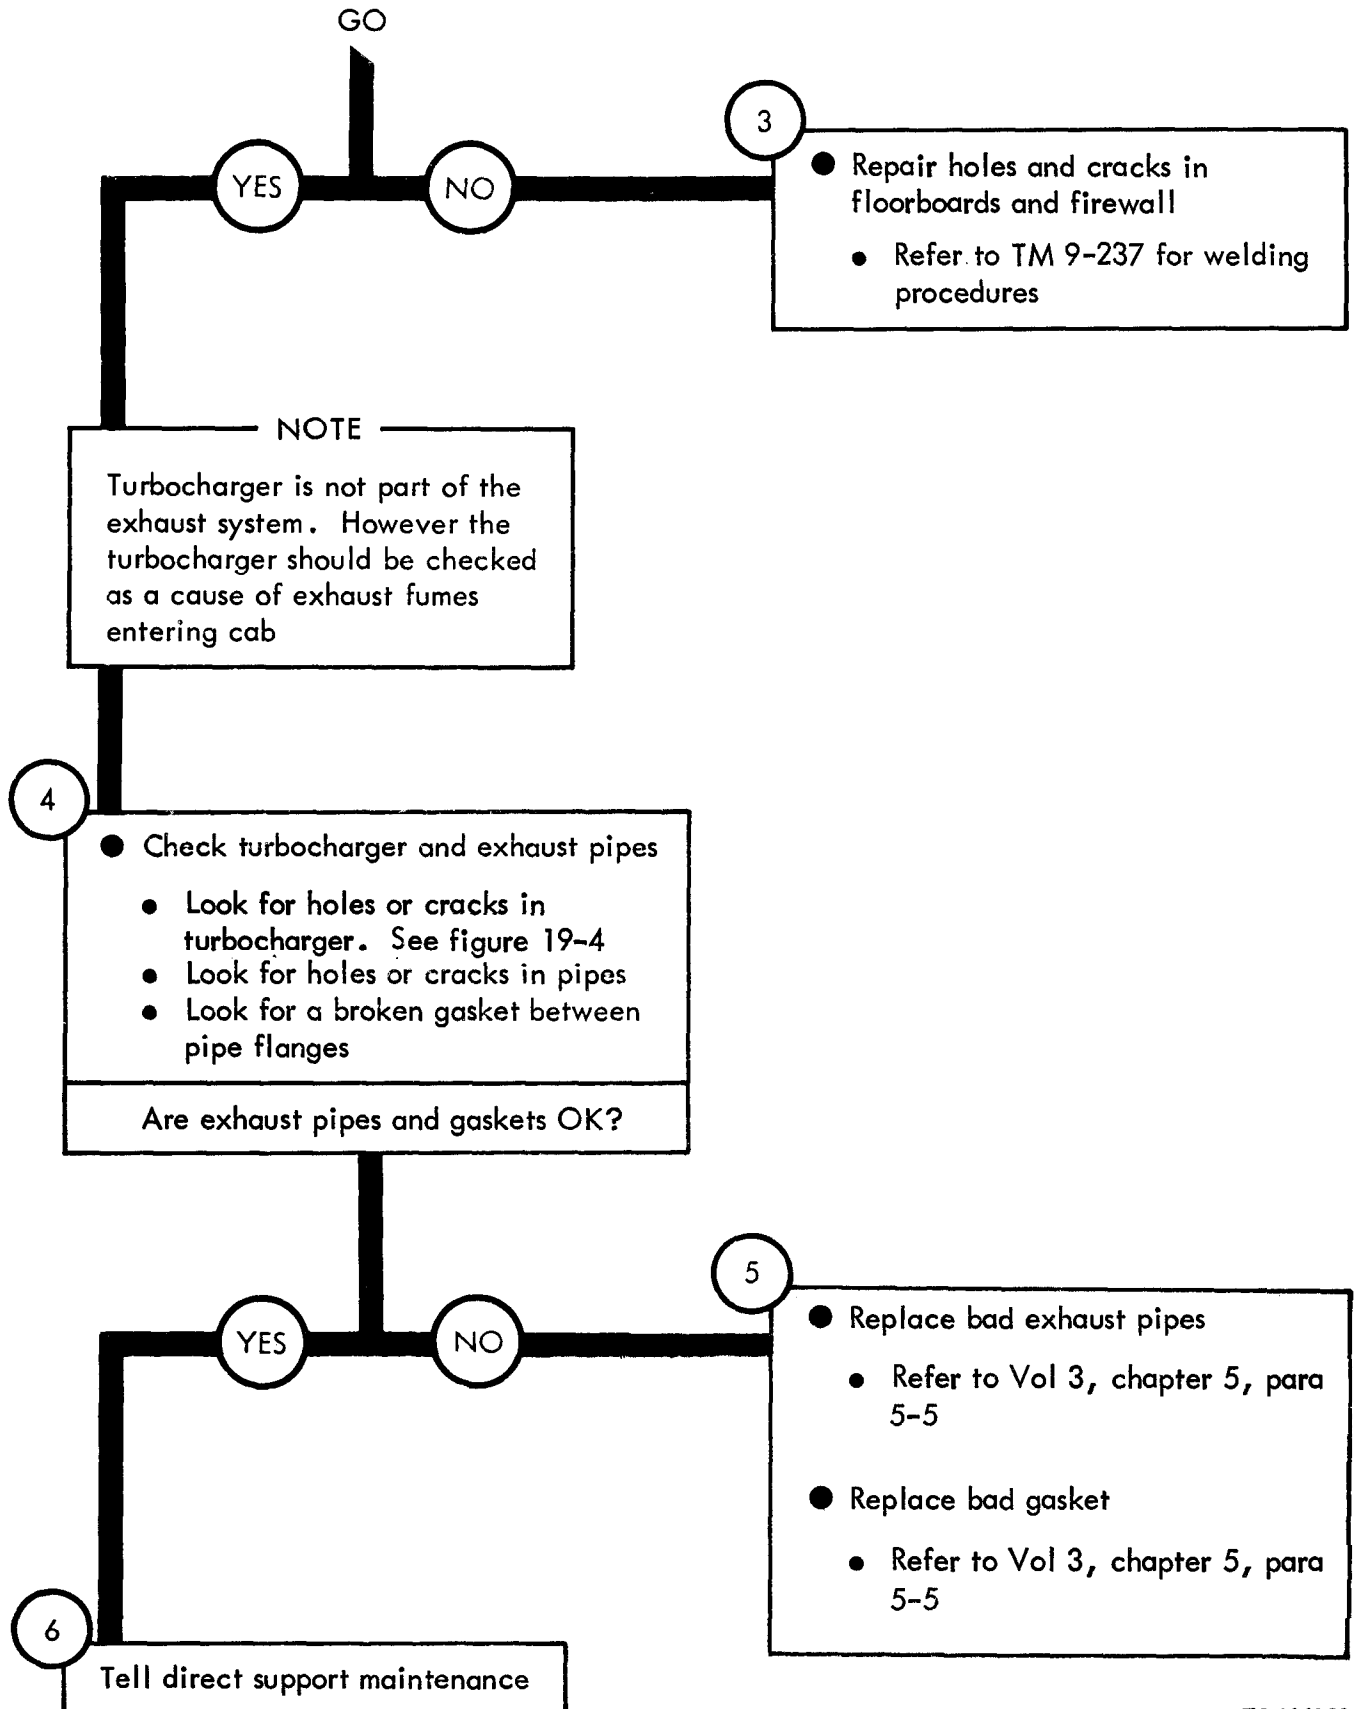 GO
YES
NO
3
● Repair holes and cracks in
floorboards and firewall
● Refer to TM 9-237 for welding
procedures
NOTE
Turbocharger is not part of the
exhaust system. However the
turbocharger should be checked
as a cause of exhaust fumes
entering cab
4
● Check turbocharger and exhaust pipes
● Look for holes or cracks in
turbocharger. See figure 19-4
● Look for holes or cracks in pipes
● Look for a broken gasket between
pipe flanges
Are exhaust pipes and gaskets OK?
YES
NO
5
● Replace bad exhaust pipes
● Refer to Vol 3, chapter 5, para
5-5
● Replace bad gasket
● Refer to Vol 3, chapter 5, para
5-5
6
Tell direct support maintenance